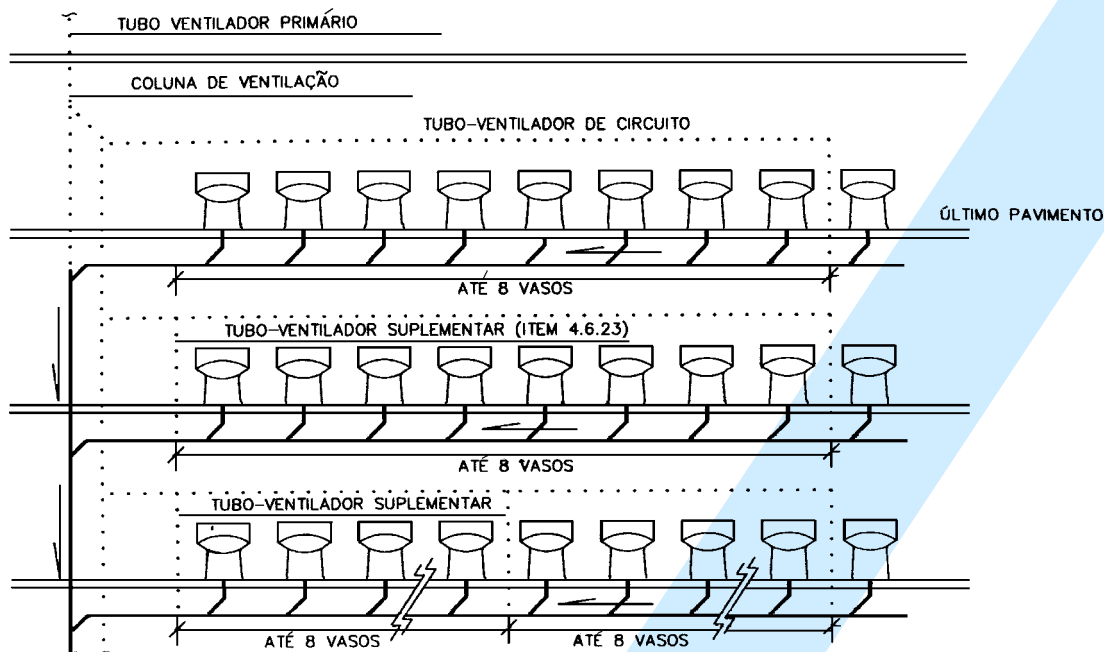 TUBO VENTILADOR PRIMÁRIO
COLUNA DE VENTILAÇÃO
TUBO-VENTILADOR DE CIRCUITO
ÚLTIMO PAVIMENTO
ATÉ 8 VASOS
TUBO-VENTILADOR SUPLEMENTAR (ITEM 4.6.23)
ATÉ 8 VASOS
TUBO-VENTILADOR SUPLEMENTAR
ATÉ 8 VASOS
ATÉ 8 VASOS